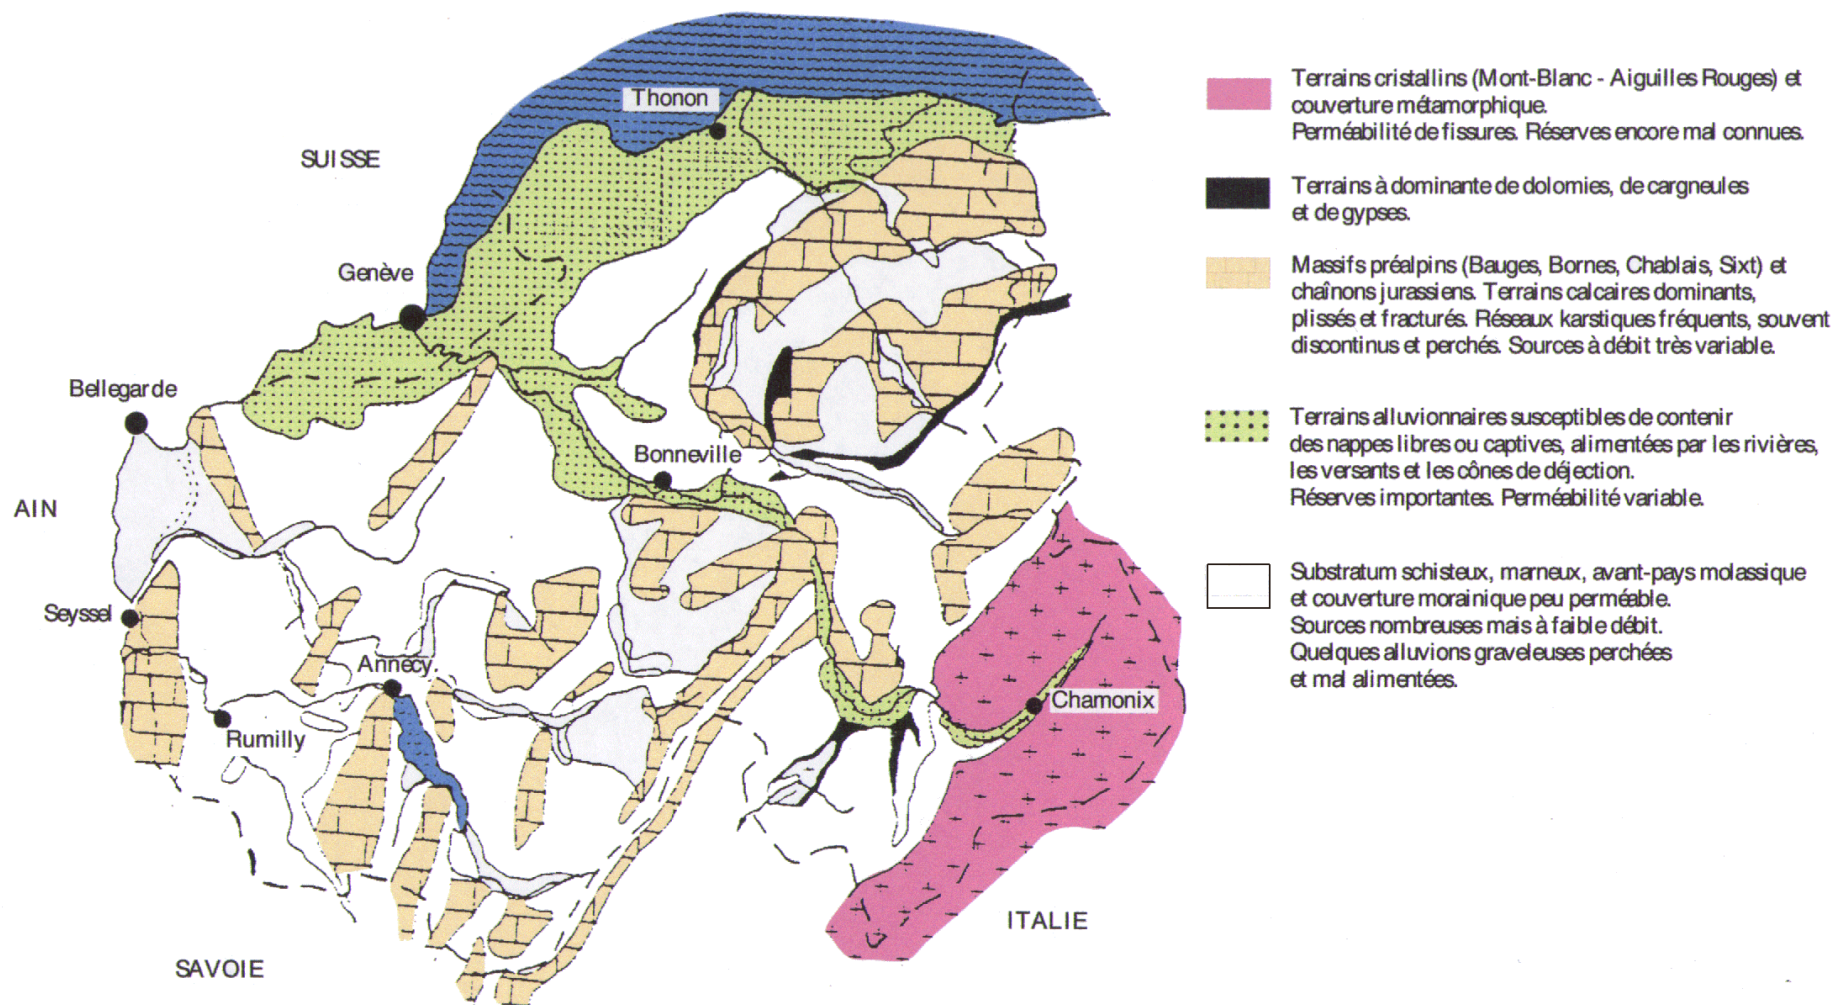 Thonon
SUISSE
Genève
Bellegarde
Bonneville
AIN
Seyssel
Annecy
Rumilly
Chamonix
ITALIE
SAVOIE
Terrains cristallins (Mont-Blanc - Aiguilles Rouges) et
couverture métamorphique.
Perméabilité de fissures. Réserves encore mal connues.
Terrains à dominante de dolomies, de cargneules
et de gypses.
Massifs préalpins (Bauges, Bornes, Chablais, Sixt) et
chaînons jurassiens. Terrains calcaires dominants,
plissés et fracturés. Réseaux karstiques fréquents, souvent
discontinus et perchés. Sources à débit très variable.
Terrains alluvionnaires susceptibles de contenir
des nappes libres ou captives, alimentées par les rivières,
les versants et les cônes de déjection.
Réserves importantes. Perméabilité variable.
Substratum schisteux, marneux, avant-pays molassique
et couverture morainique peu perméable.
Sources nombreuses mais à faible débit.
Quelques alluvions graveleuses perchées
et mal alimentées.